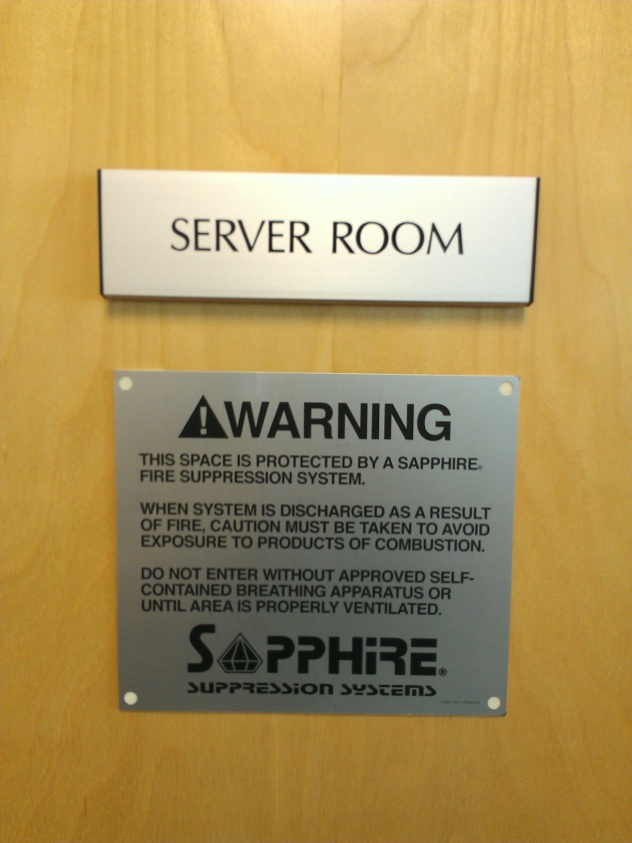 SERVER ROOM
WARNING
THIS SPACE IS PROTECTED BY A SAPPHIRE®
FIRE SUPPRESSION SYSTEM.
WHEN SYSTEM IS DISCHARGED AS A RESULT
OF FIRE, CAUTION MUST BE TAKEN TO AVOID
EXPOSURE TO PRODUCTS OF COMBUSTION.
DO NOT ENTER WITHOUT APPROVED SELF-
CONTAINED BREATHING APPARATUS OR
UNTIL AREA IS PROPERLY VENTILATED.
SAPPHIRE®
SUPPRESSION SYSTEMS